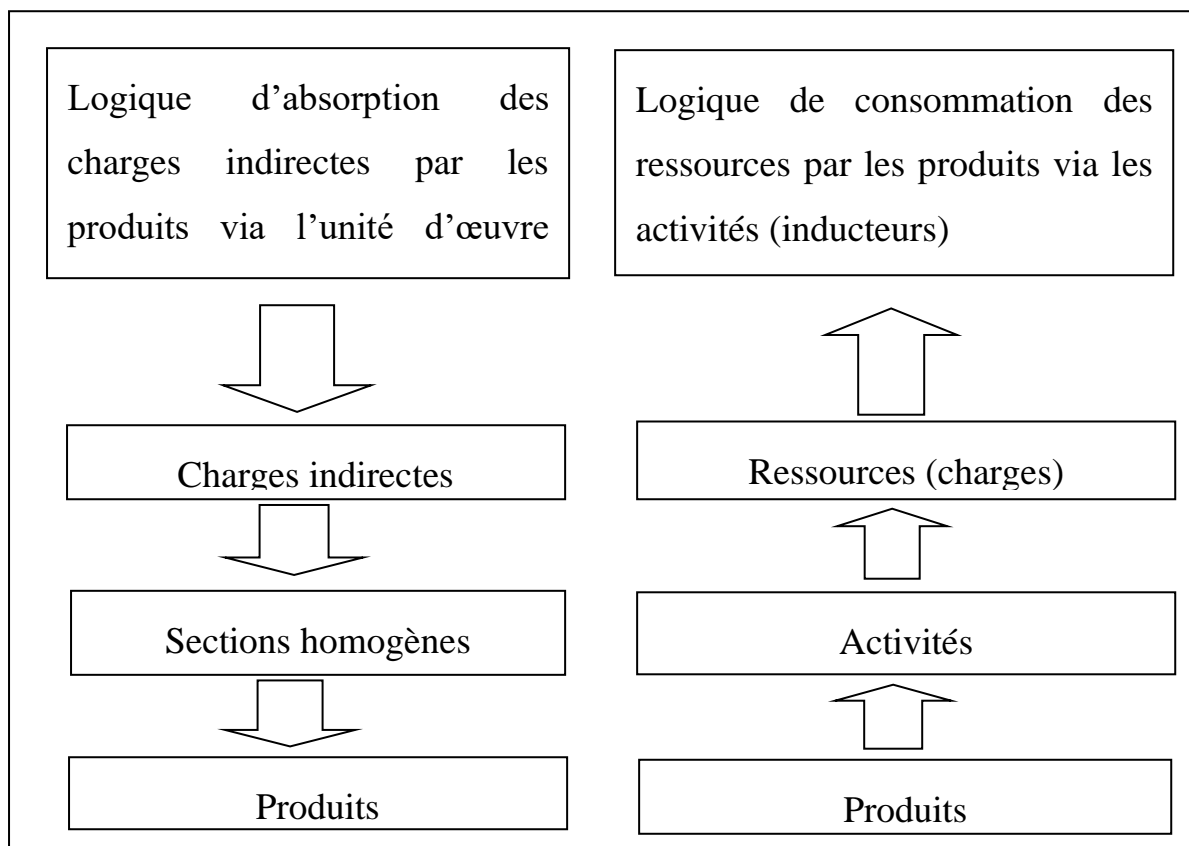 Logique d’absorption des
charges indirectes par les
produits via l’unité d’œuvre
Charges indirectes
Sections homogènes
Produits
Logique de consommation des
ressources par les produits via les
activités (inducteurs)
Ressources (charges)
Activités
Produits